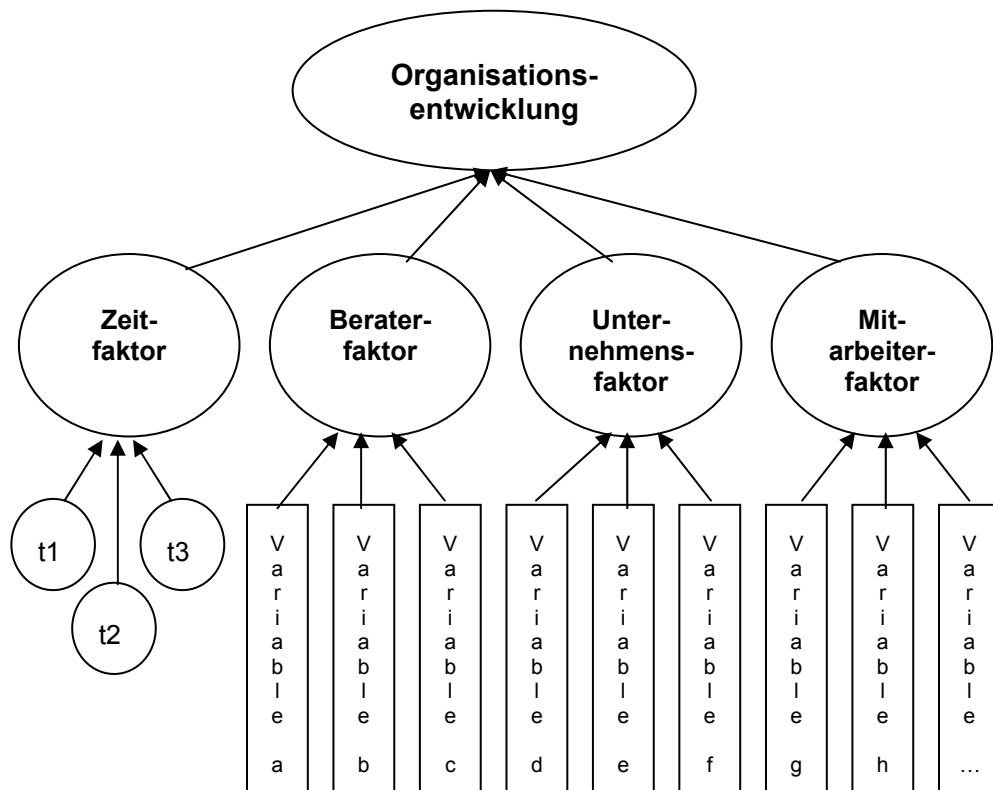 Organisations-
entwicklung
Zeit-
faktor
Berater-
faktor
Unter-
nehmens-
faktor
Mit-
arbeiter-
faktor
t1
t2
t3
Variable a
Variable b
Variable c
Variable d
Variable e
Variable f
Variable g
Variable h
Variable ...